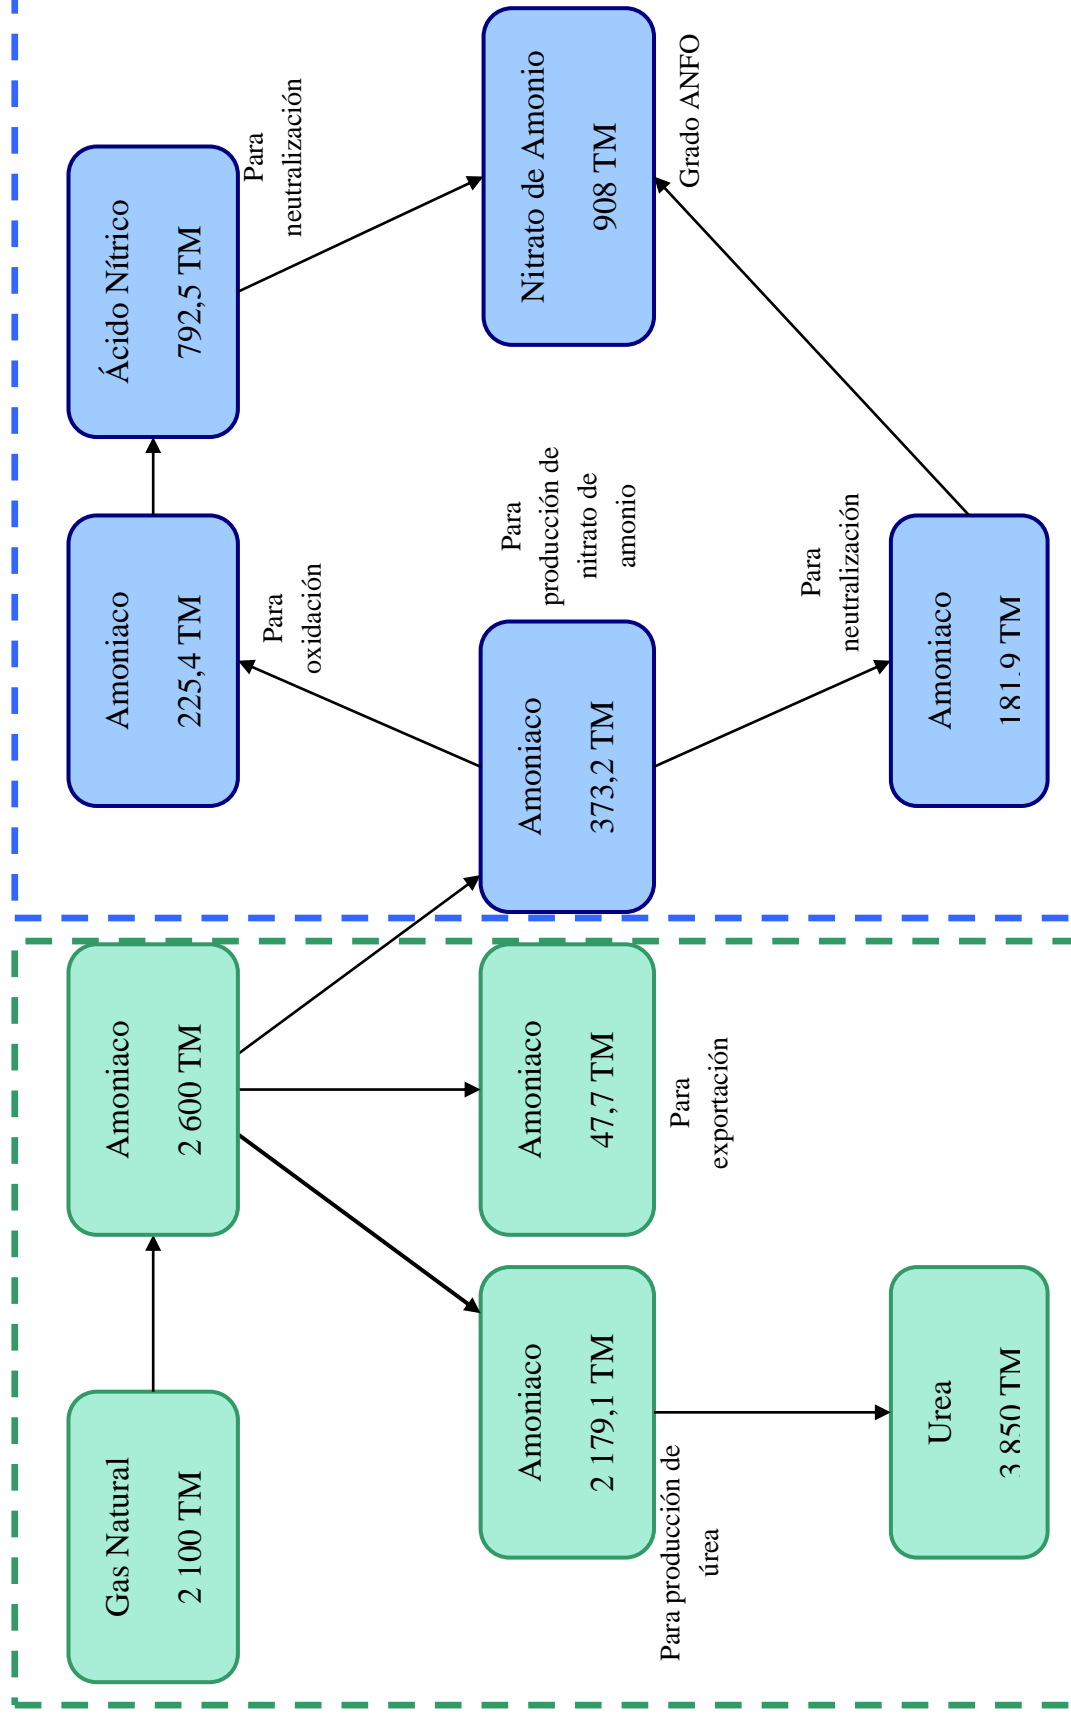 Gas Natural
2 100 TM
Amoniaco
2 600 TM
Amoniaco
225,4 TM
Para
oxidación
Ácido Nítrico
792,5 TM
Para
neutralización
Amoniaco
2 179,1 TM
Para producción de
úrea
Amoniaco
47,7 TM
Para
exportación
Amoniaco
373,2 TM
Para
producción de
nitrato de
amonio
Nitrato de Amonio
908 TM
Grado ANFO
Urea
3 850 TM
Para
neutralización
Amoniaco
181,9 TM